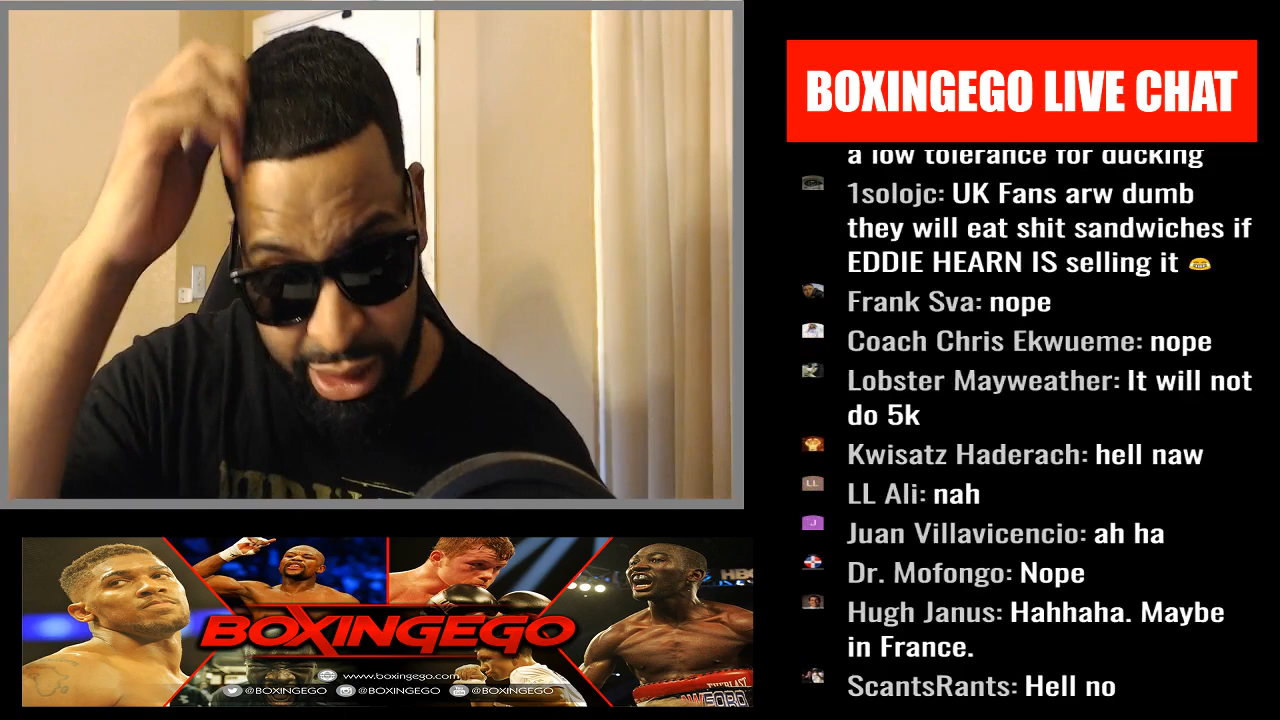 BOXINGEGO LIVE CHAT
a low tolerance for ducking
1solojc: UK Fans arw dumb
they will eat shit sandwiches if
EDDIE HEARN IS selling it 😂
Frank Sva: nope
Coach Chris Ekwueme: nope
Lobster Mayweather: It will not
do 5k
Kwisatz Haderach: hell naw
LL
LL Ali: nah
J
Juan Villavicencio: ah ha
Dr. Mofongo: Nope
Hugh Janus: Hahhaha. Maybe
in France.
ScantsRants: Hell no
HBO
BOXINGEGO
www.boxingego.com
@BOXINGEGO @BOXINGEGO @BOXINGEGO
EVERLAST